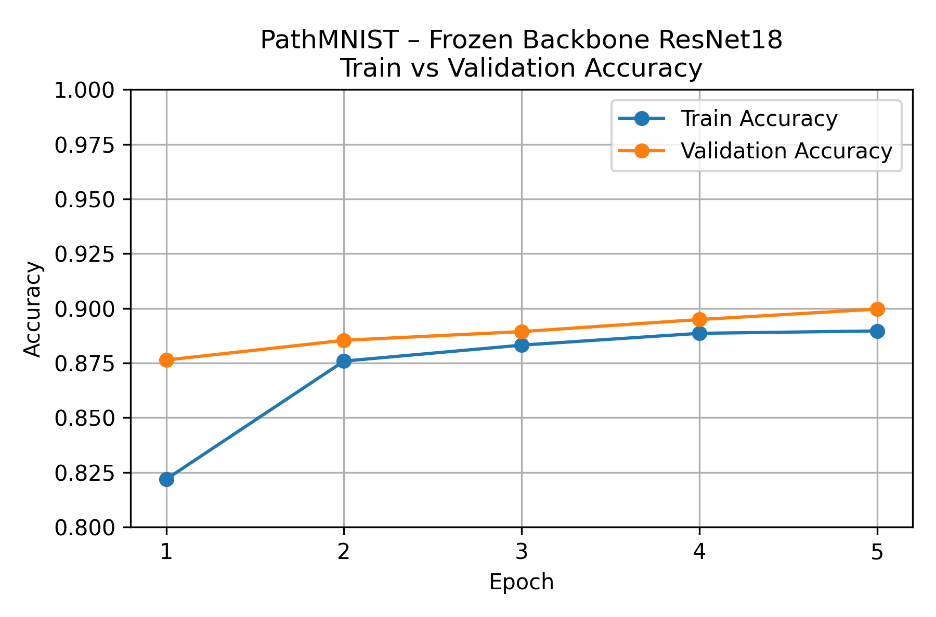 PathMNIST – Frozen Backbone ResNet18
Train vs Validation Accuracy
1.000
0.975
0.950
0.925
0.900
0.875
0.850
0.825
0.800
Accuracy
Train Accuracy
Validation Accuracy
1 2 3 4 5
Epoch